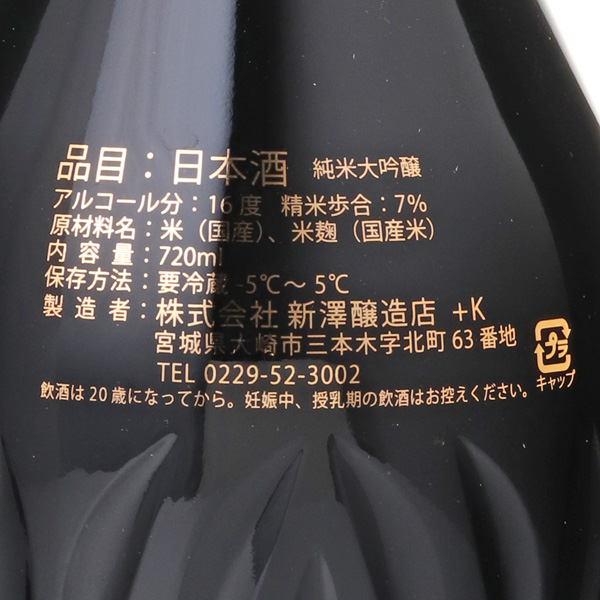 品目：日本酒 純米大吟醸
アルコール分：16度 精米歩合：7%
原材料名：米（国産）、米麹（国産米）
内容量：720ml
保存方法：要冷蔵 -5℃～5℃
製造者：株式会社 新澤醸造店 +K
宮城県大崎市三本木字北町63番地
TEL 0229-52-3002
プラ
キャップ
飲酒は20歳になってから。妊娠中、授乳期の飲酒はお控えください。